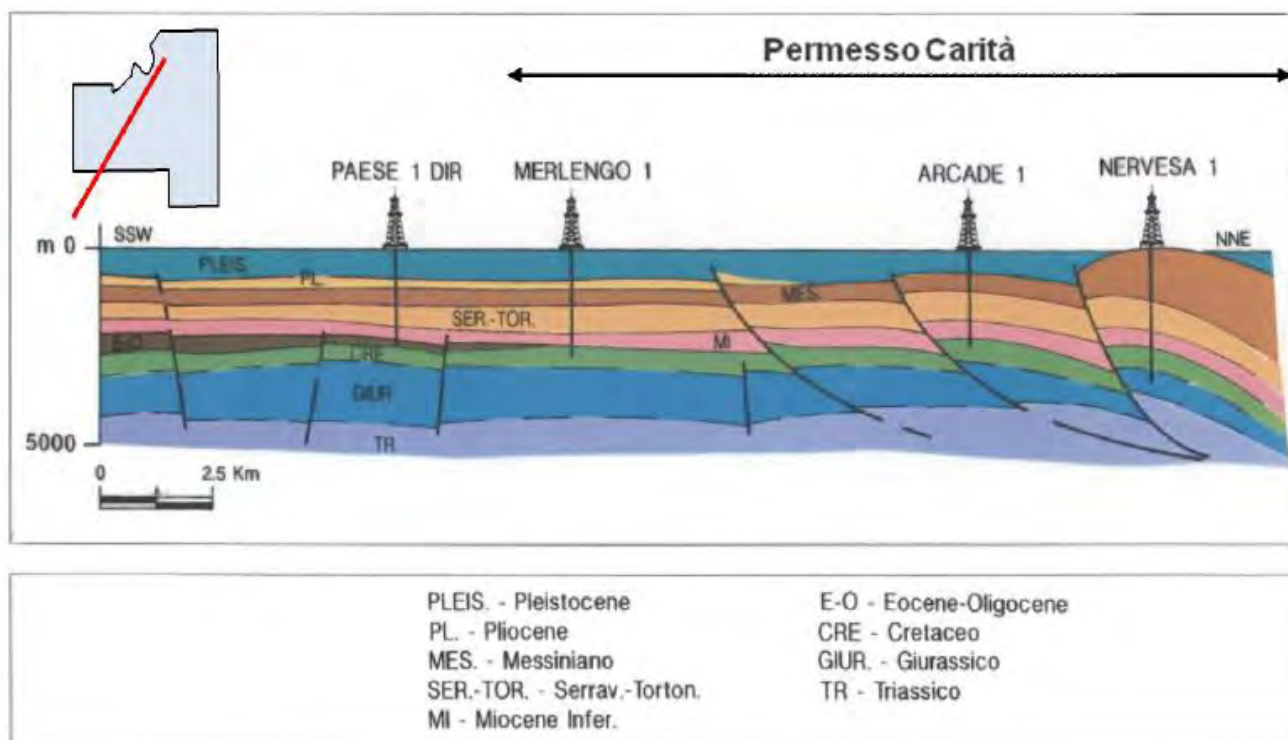 Permesso Carità
PAESE 1 DIR
MERLENGO 1
ARCADE 1
NERVESA 1
m 0
SSW
NNE
PLEIS.
PL.
MES.
SER.-TOR.
E-O
MI
CRE
GIUR
TR
5000
0 2.5 Km
PLEIS. - Pleistocene
PL. - Pliocene
MES. - Messiniano
SER.-TOR. - Serrav.-Torton.
MI - Miocene Infer.
E-O - Eocene-Oligocene
CRE - Cretaceo
GIUR. - Giurassico
TR - Triassico